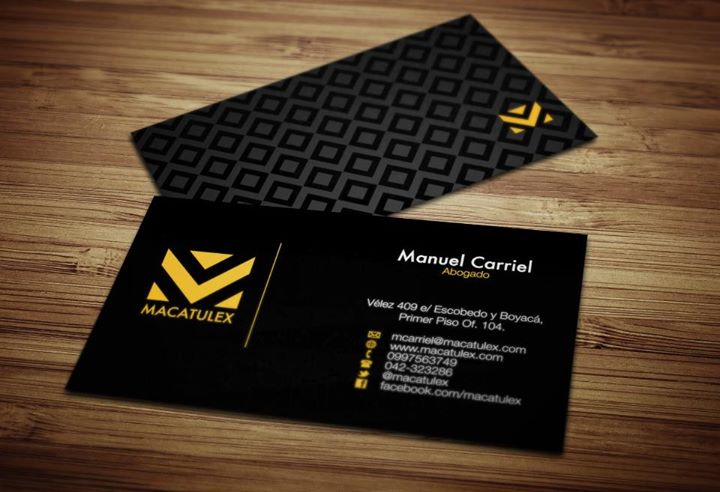 MACATULEX
Manuel Carriel
Abogado
Vélez 409 e/ Escobedo y Boyacá,
Primer Piso Of. 104.
mcarriel@macatulex.com
www.macatulex.com
0997563749
042-323286
@macatulex
facebook.com/macatulex